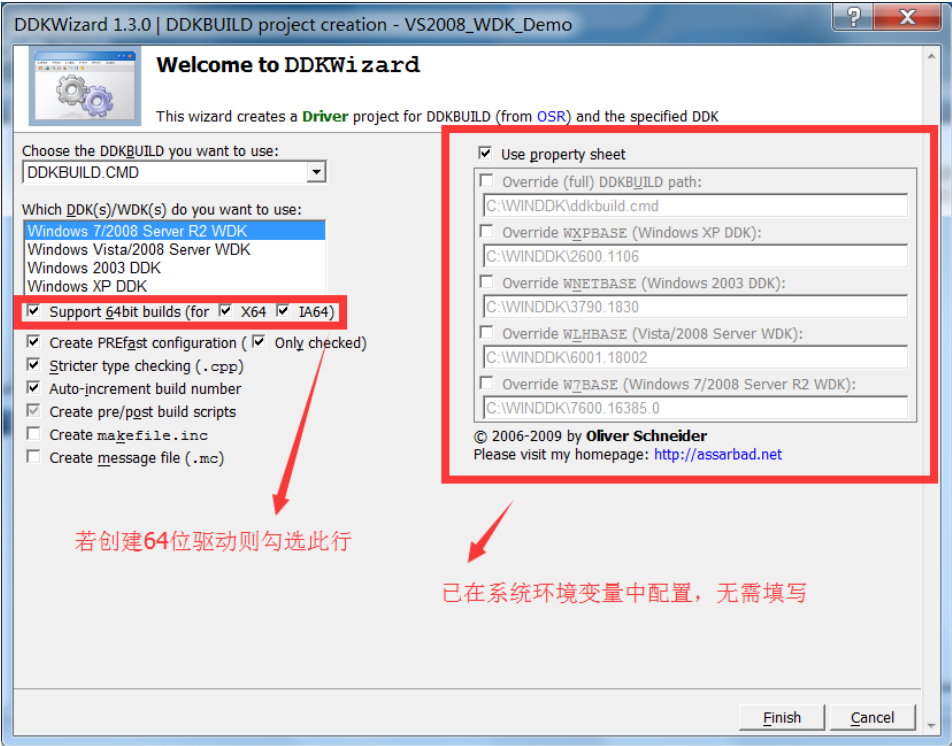 DDKWizard 1.3.0 | DDKBUILD project creation - VS2008_WDK_Demo
Welcome to DDKWizard
This wizard creates a Driver project for DDKBUILD (from OSR) and the specified DDK
Choose the DDKBUILD you want to use:
DDKBUILD.CMD
Which DDK(s)/WDK(s) do you want to use:
Windows 7/2008 Server R2 WDK
Windows Vista/2008 Server WDK
Windows 2003 DDK
Windows XP DDK
Support 64bit builds (for X64 IA64)
Create PREfast configuration ( Only checked)
Stricter type checking (.cpp)
Auto-increment build number
Create pre/post build scripts
Create makefile.inc
Create message file (.mc)
若创建64位驱动则勾选此行
Use property sheet
Override (full) DDKBUILD path:
C:\WINDDK\ddkbuild.cmd
Override WXPBASE (Windows XP DDK):
C:\WINDDK\2600.1106
Override WNETBASE (Windows 2003 DDK):
C:\WINDDK\3790.1830
Override WLHBASE (Vista/2008 Server WDK):
C:\WINDDK\6001.18002
Override W7BASE (Windows 7/2008 Server R2 WDK):
C:\WINDDK\7600.16385.0
© 2006-2009 by Oliver Schneider
Please visit my homepage: http://assarbad.net
已在系统环境变量中配置，无需填写
Finish
Cancel